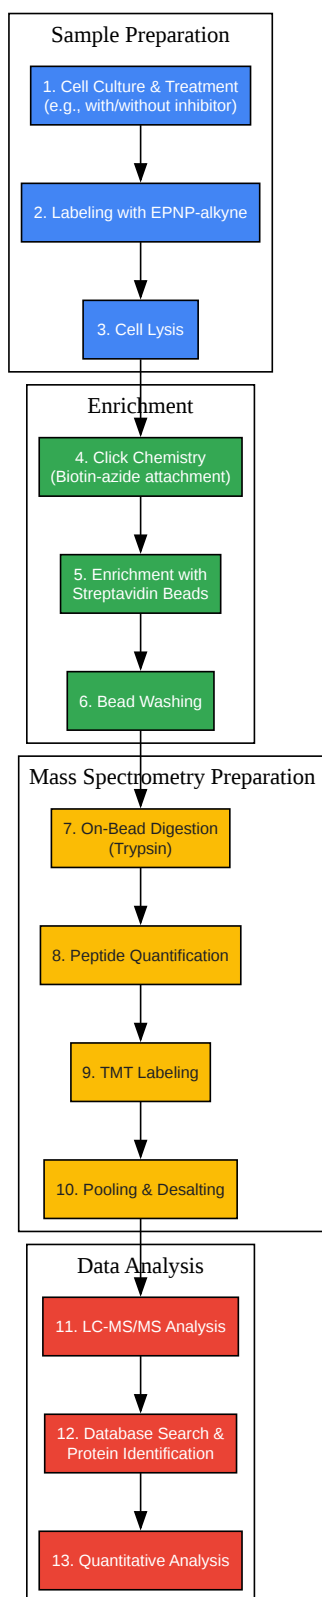 Sample Preparation
1. Cell Culture & Treatment
(e.g., with/without inhibitor)
2. Labeling with EPNP-alkyne
3. Cell Lysis
Enrichment
4. Click Chemistry
(Biotin-azide attachment)
5. Enrichment with
Streptavidin Beads
6. Bead Washing
Mass Spectrometry Preparation
7. On-Bead Digestion
(Trypsin)
8. Peptide Quantification
9. TMT Labeling
10. Pooling & Desalting
Data Analysis
11. LC-MS/MS Analysis
12. Database Search &
Protein Identification
13. Quantitative Analysis